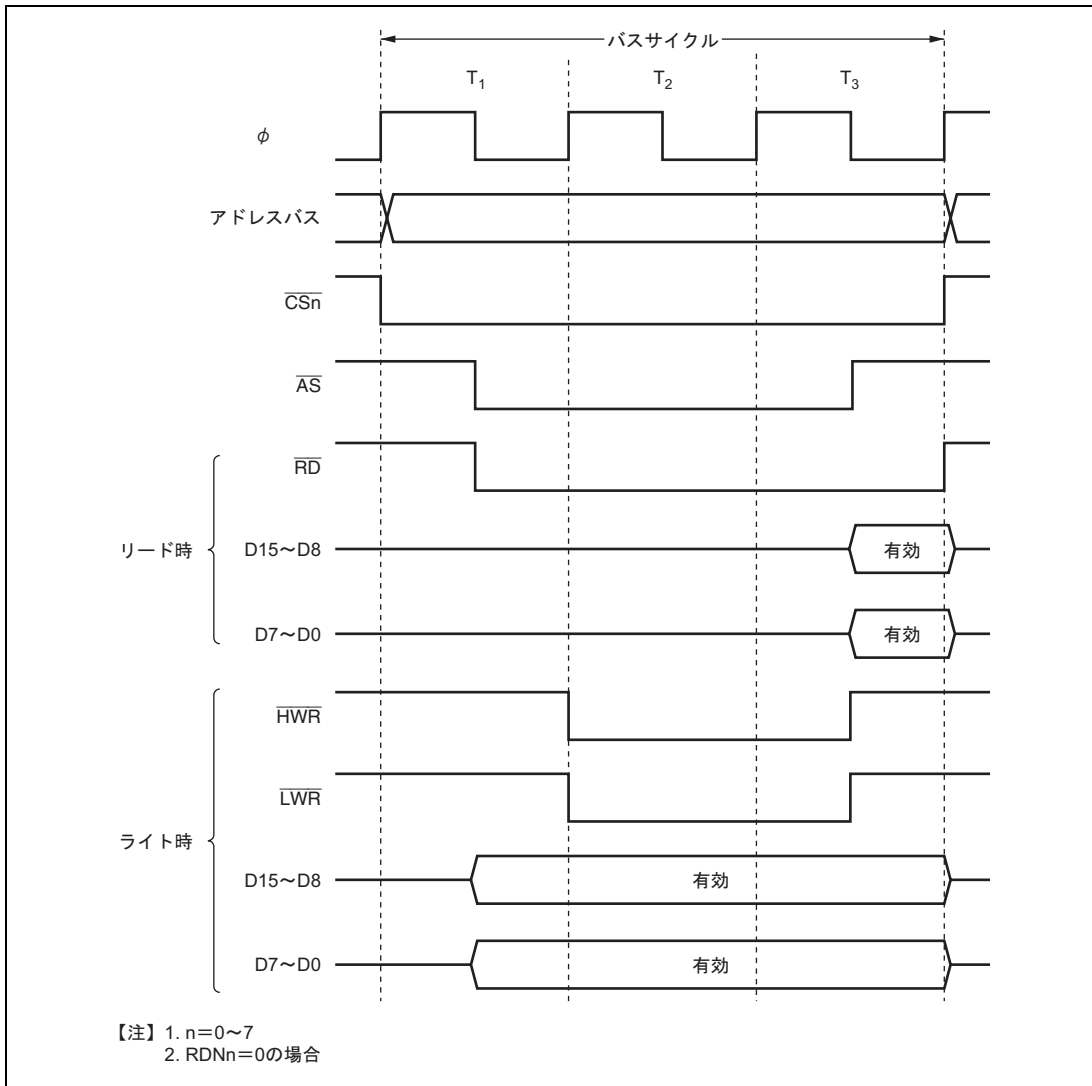 バスサイクル
T1 T2 T3
φ
アドレスバス
CSn
AS
RD
リード時
D15〜D8 有効
D7〜D0 有効
HWR
LWR
ライト時
D15〜D8 有効
D7〜D0 有効
【注】 1. n＝0〜7
2. RDNn＝0の場合